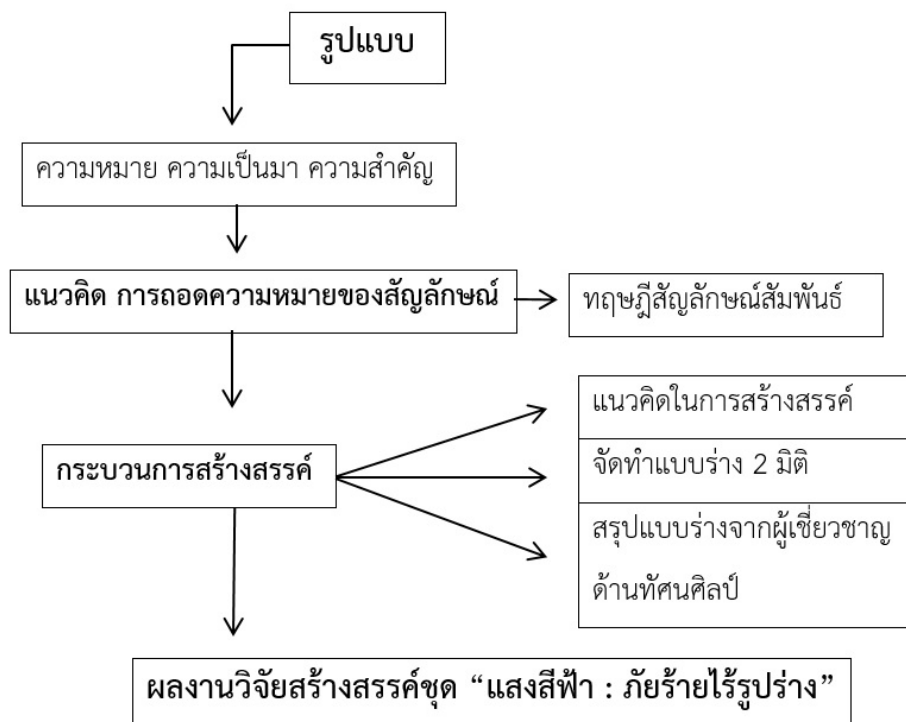 รูปแบบ
ความหมาย ความเป็นมา ความสำคัญ
แนวคิด การถอดความหมายของสัญลักษณ์
ทฤษฎีสัญลักษณ์สัมพันธ์
แนวคิดในการสร้างสรรค์
กระบวนการสร้างสรรค์
จัดทำแบบร่าง 2 มิติ
สรุปแบบร่างจากผู้เชี่ยวชาญ
ด้านทัศนศิลป์
ผลงานวิจัยสร้างสรรค์ชุด “แสงสีฟ้า : ภัยร้ายไร้รูปร่าง”